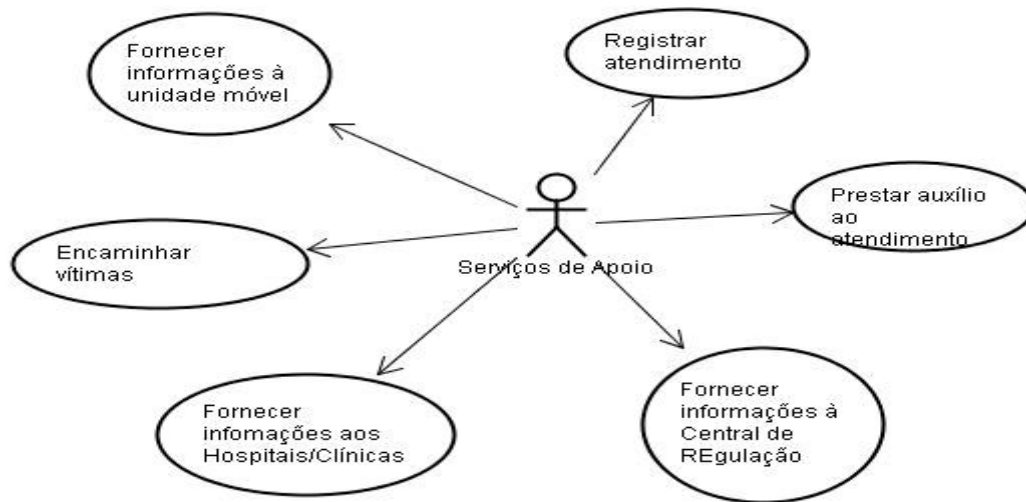 Fornecer
informações à
unidade móvel
Registrar
atendimento
Prestar auxílio
ao
atendimento
Encaminhar
vítimas
Serviços de Apoio
Fornecer
infomações aos
Hospitais/Clínicas
Fornecer
informações à
Central de
REgulação